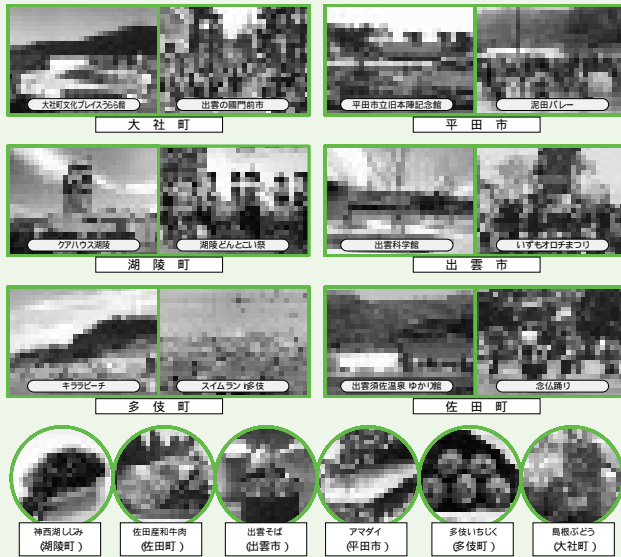 大社町文化プレイスうらら館
出雲の國門前市
大社町
平田市立旧本陣記念館
泥田バレー
平田市
ケアハウス湖陵
湖陵どんとこい祭
湖陵町
出雲科学館
いずもオロチまつり
出雲市
キララビーチ
スイムラン 多伎
多伎町
出雲須佐温泉 ゆかり館
念仏踊り
佐田町
神西湖しじみ
(湖陵町)
佐田産和牛肉
(佐田町)
出雲そば
(出雲市)
アマダイ
(平田市)
多伎いちじく
(多伎町)
島根ぶどう
(大社町)